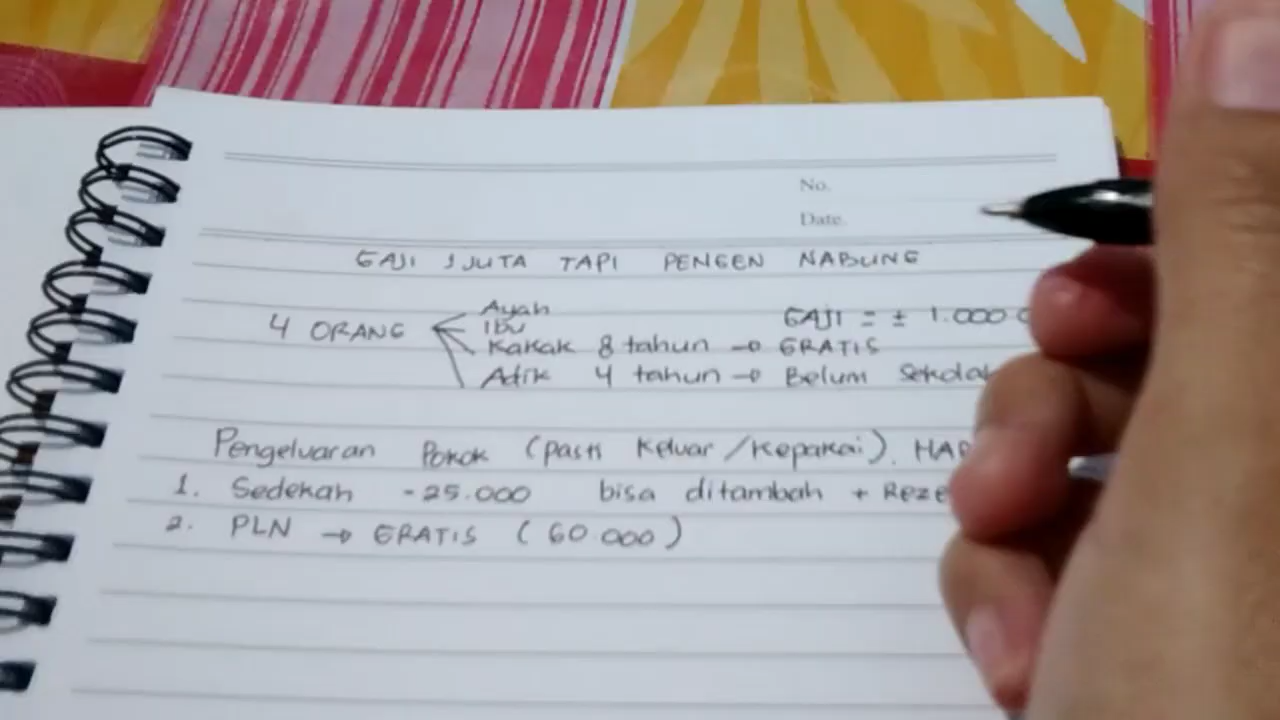 No.
Date.
GAJI 1 JUTA TAPI PENGEN NABUNG
4 ORANG
Ayah
Ibu
Kakak 8 tahun → GRATIS
Adik 4 tahun → Belum Sekolah
GAJI = ± 1.000
Pengeluaran Pokok (pasti keluar/kepakai).
1. Sedekah - 25.000 bisa ditambah +
2. PLN → GRATIS (60.000)